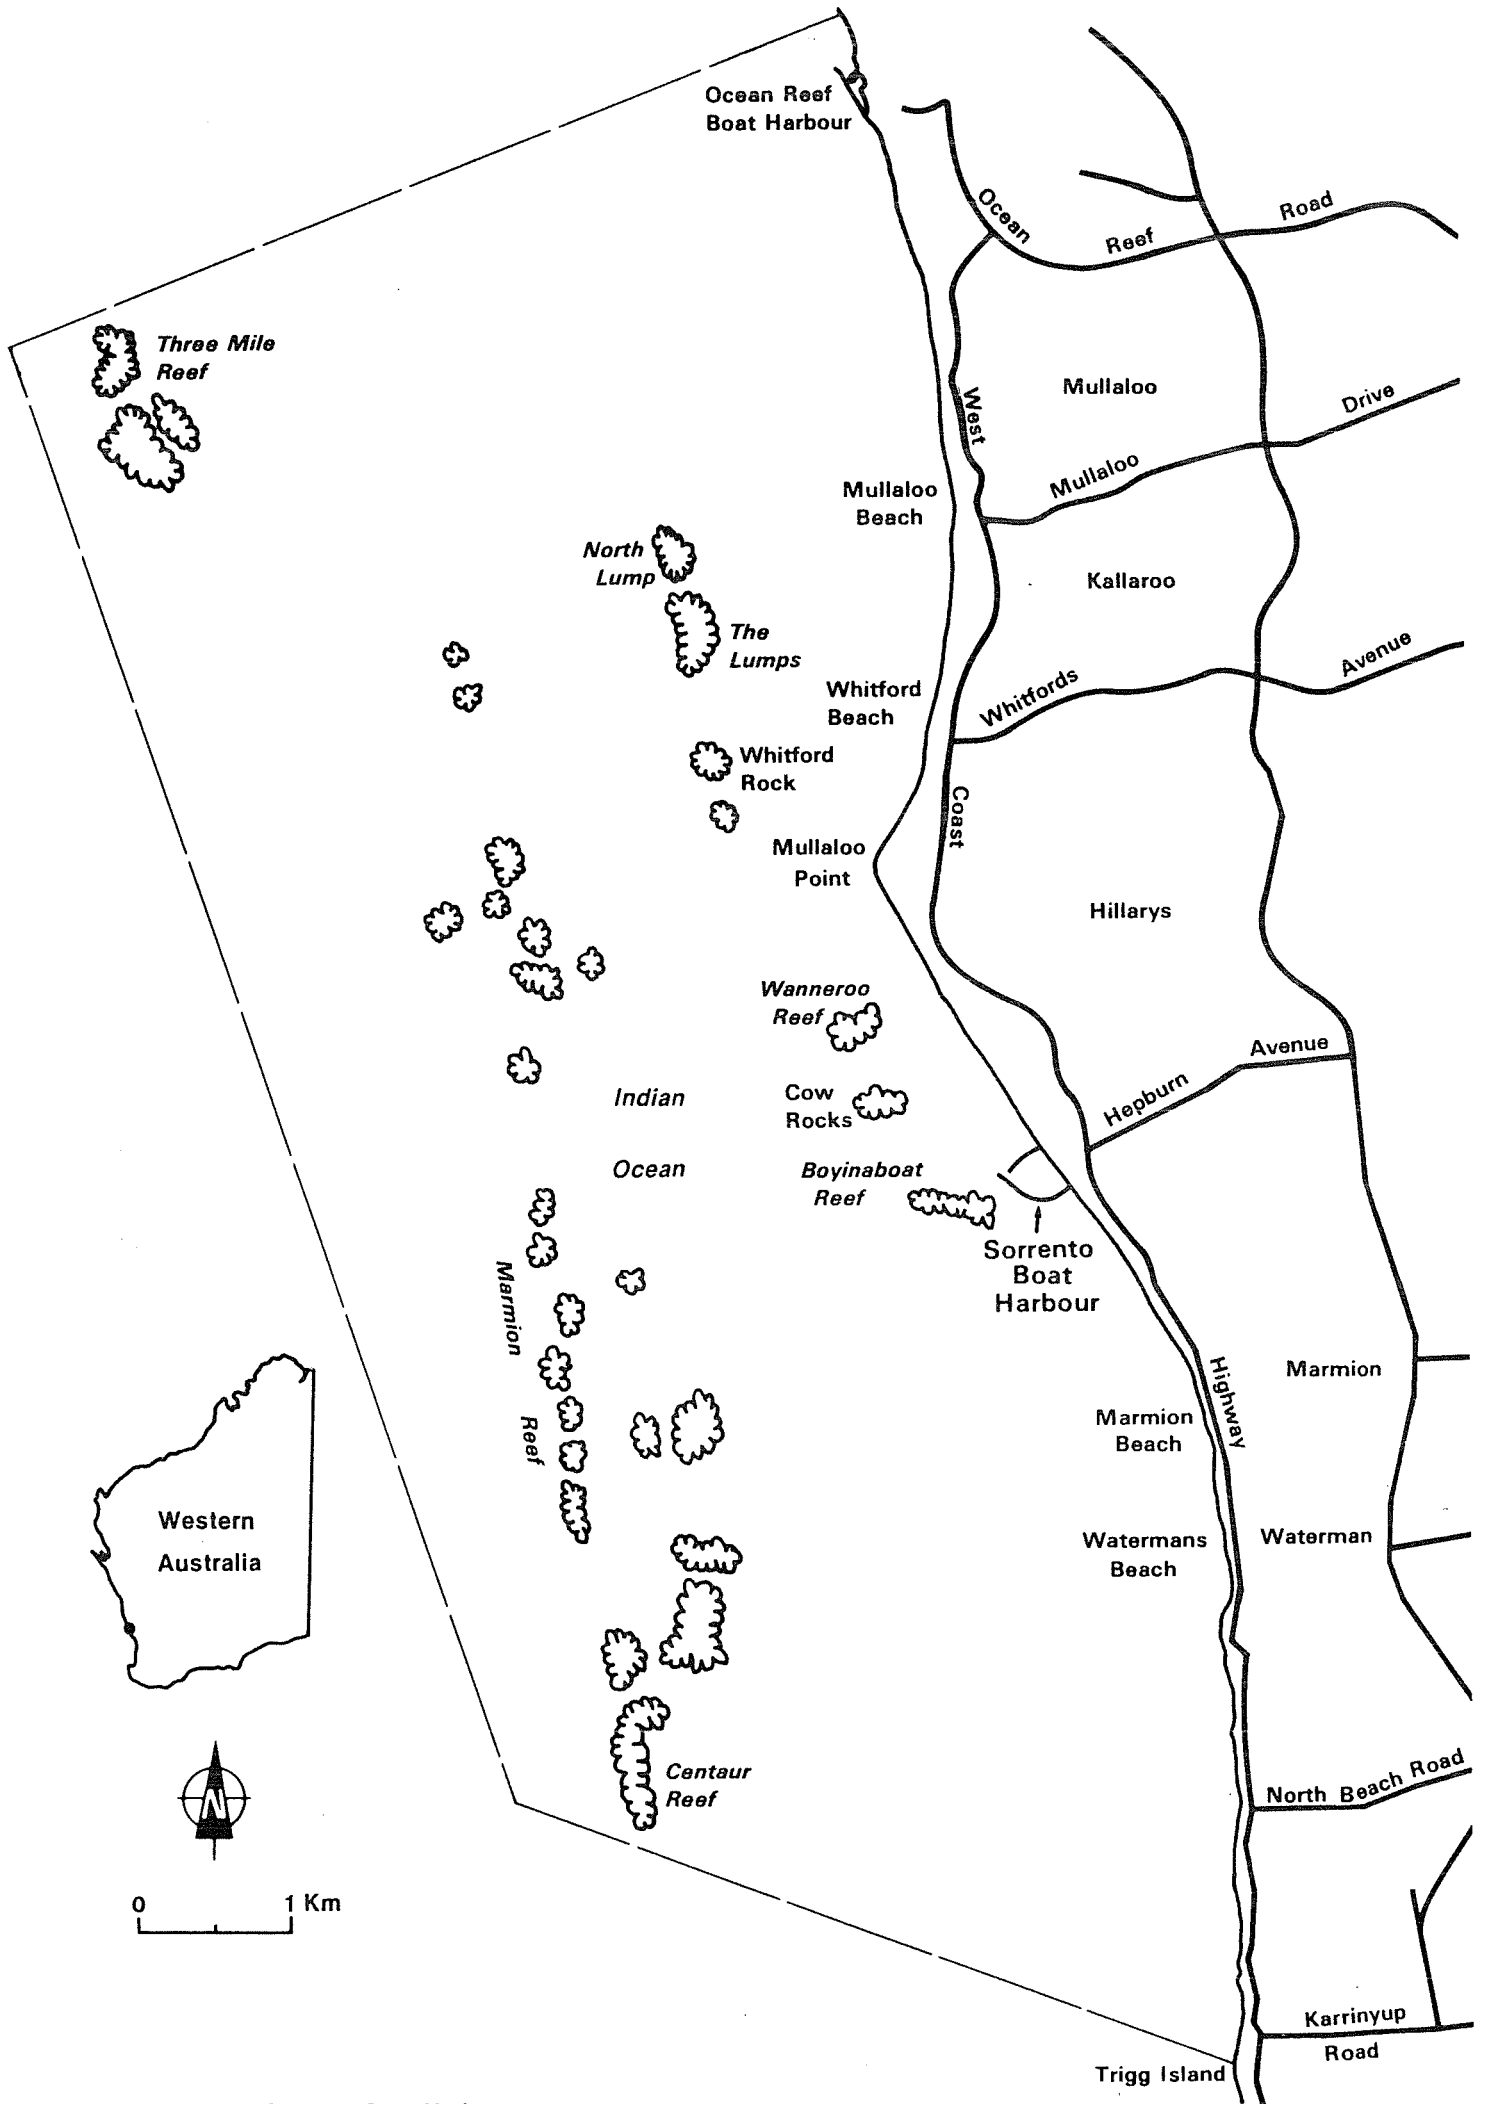 Ocean Reef
Boat Harbour
Ocean
Reef
Road
Three Mile
Reef
Mullaloo
West
Drive
Mullaloo
Mullaloo
Beach
North
Lump
Kallaroo
The
Lumps
Avenue
Whitfords
Whitford
Beach
Whitford
Rock
Coast
Mullaloo
Point
Hillarys
Wanneroo
Reef
Avenue
Hepburn
Indian
Ocean
Cow
Rocks
Boyinaboat
Reef
Sorrento
Boat
Harbour
Marmion
Reef
Highway
Marmion
Marmion
Beach
Western
Australia
Watermans
Beach
Waterman
Centaur
Reef
North Beach Road
N
0 1 Km
Karrinyup
Road
Trigg Island